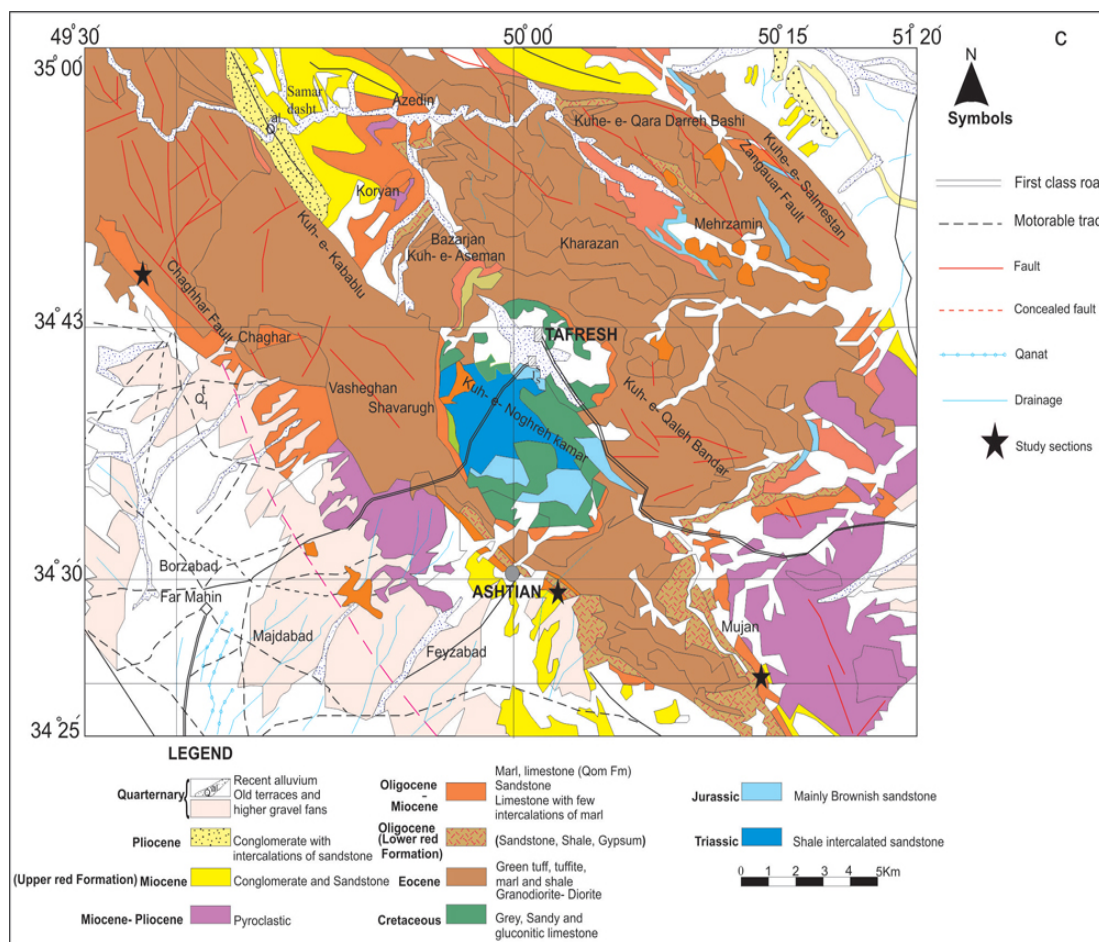 49°30
50°00
50°15
51°20
C
35°00
N
Symbols
First class roa
Motorable trac
Fault
Concealed fault
Qanat
Drainage
Study sections
Samar
dasht
Azedin
Kuhe- e- Qara Darreh Bashi
Kuhe- e- Salmestan
Zangauar Fault
Koryan
Mehrzamin
Bazarjan
Kharazan
Kuh- e- Aseman
Kuh- e- Kabablu
Chaghhar Fault
34°43
TAFRESH
Chaghar
Vasheghan
Shavarugh
Kuh- e- Noghreh kamar
Kuh- e- Qaleh Bandar
34°30
Borzabad
Far Mahin
ASHTIAN
Majdabad
Feyzabad
Mujan
34°25
LEGEND
Quarternary
Recent alluvium
Old terraces and
higher gravel fans
Pliocene
Conglomerate with
intercalations of sandstone
(Upper red Formation) Miocene
Conglomerate and Sandstone
Miocene- Pliocene
Pyroclastic
Oligocene
-
Miocene
Marl, limestone (Qom Fm)
Sandstone
Limestone with few
intercalations of marl
Oligocene
(Lower red
Formation)
(Sandstone, Shale, Gypsum)
Eocene
Green tuff, tuffite,
marl and shale
Granodiorite- Diorite
Cretaceous
Grey, Sandy and
gluconitic limestone
Jurassic
Mainly Brownish sandstone
Triassic
Shale intercalated sandstone
0 1 2 3 4 5Km